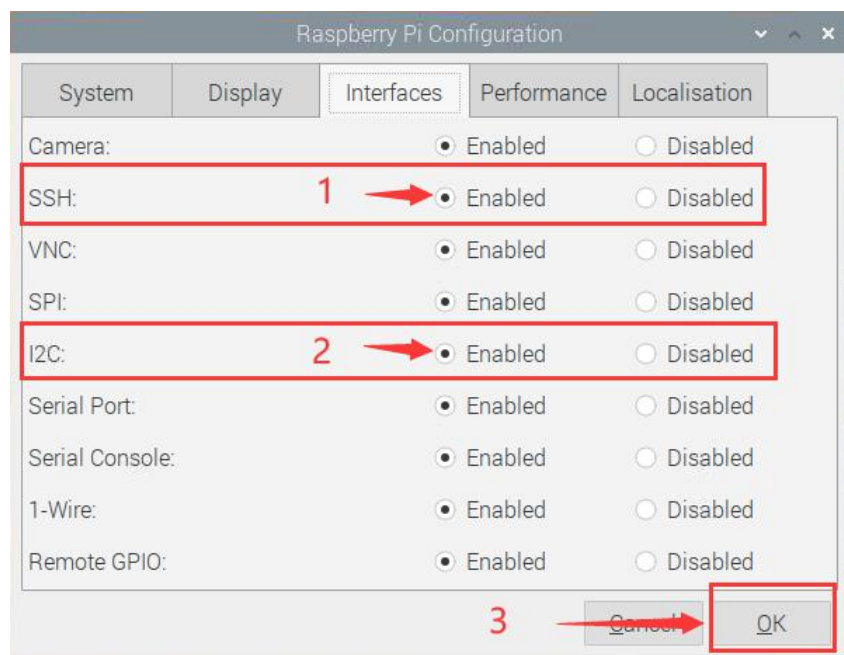 Raspberry Pi Configuration
System Display Interfaces Performance Localisation
Camera: Enabled Disabled
SSH: 1 Enabled Disabled
VNC: Enabled Disabled
SPI: Enabled Disabled
I2C: 2 Enabled Disabled
Serial Port: Enabled Disabled
Serial Console: Enabled Disabled
1-Wire: Enabled Disabled
Remote GPIO: Enabled Disabled
3 Cancel OK